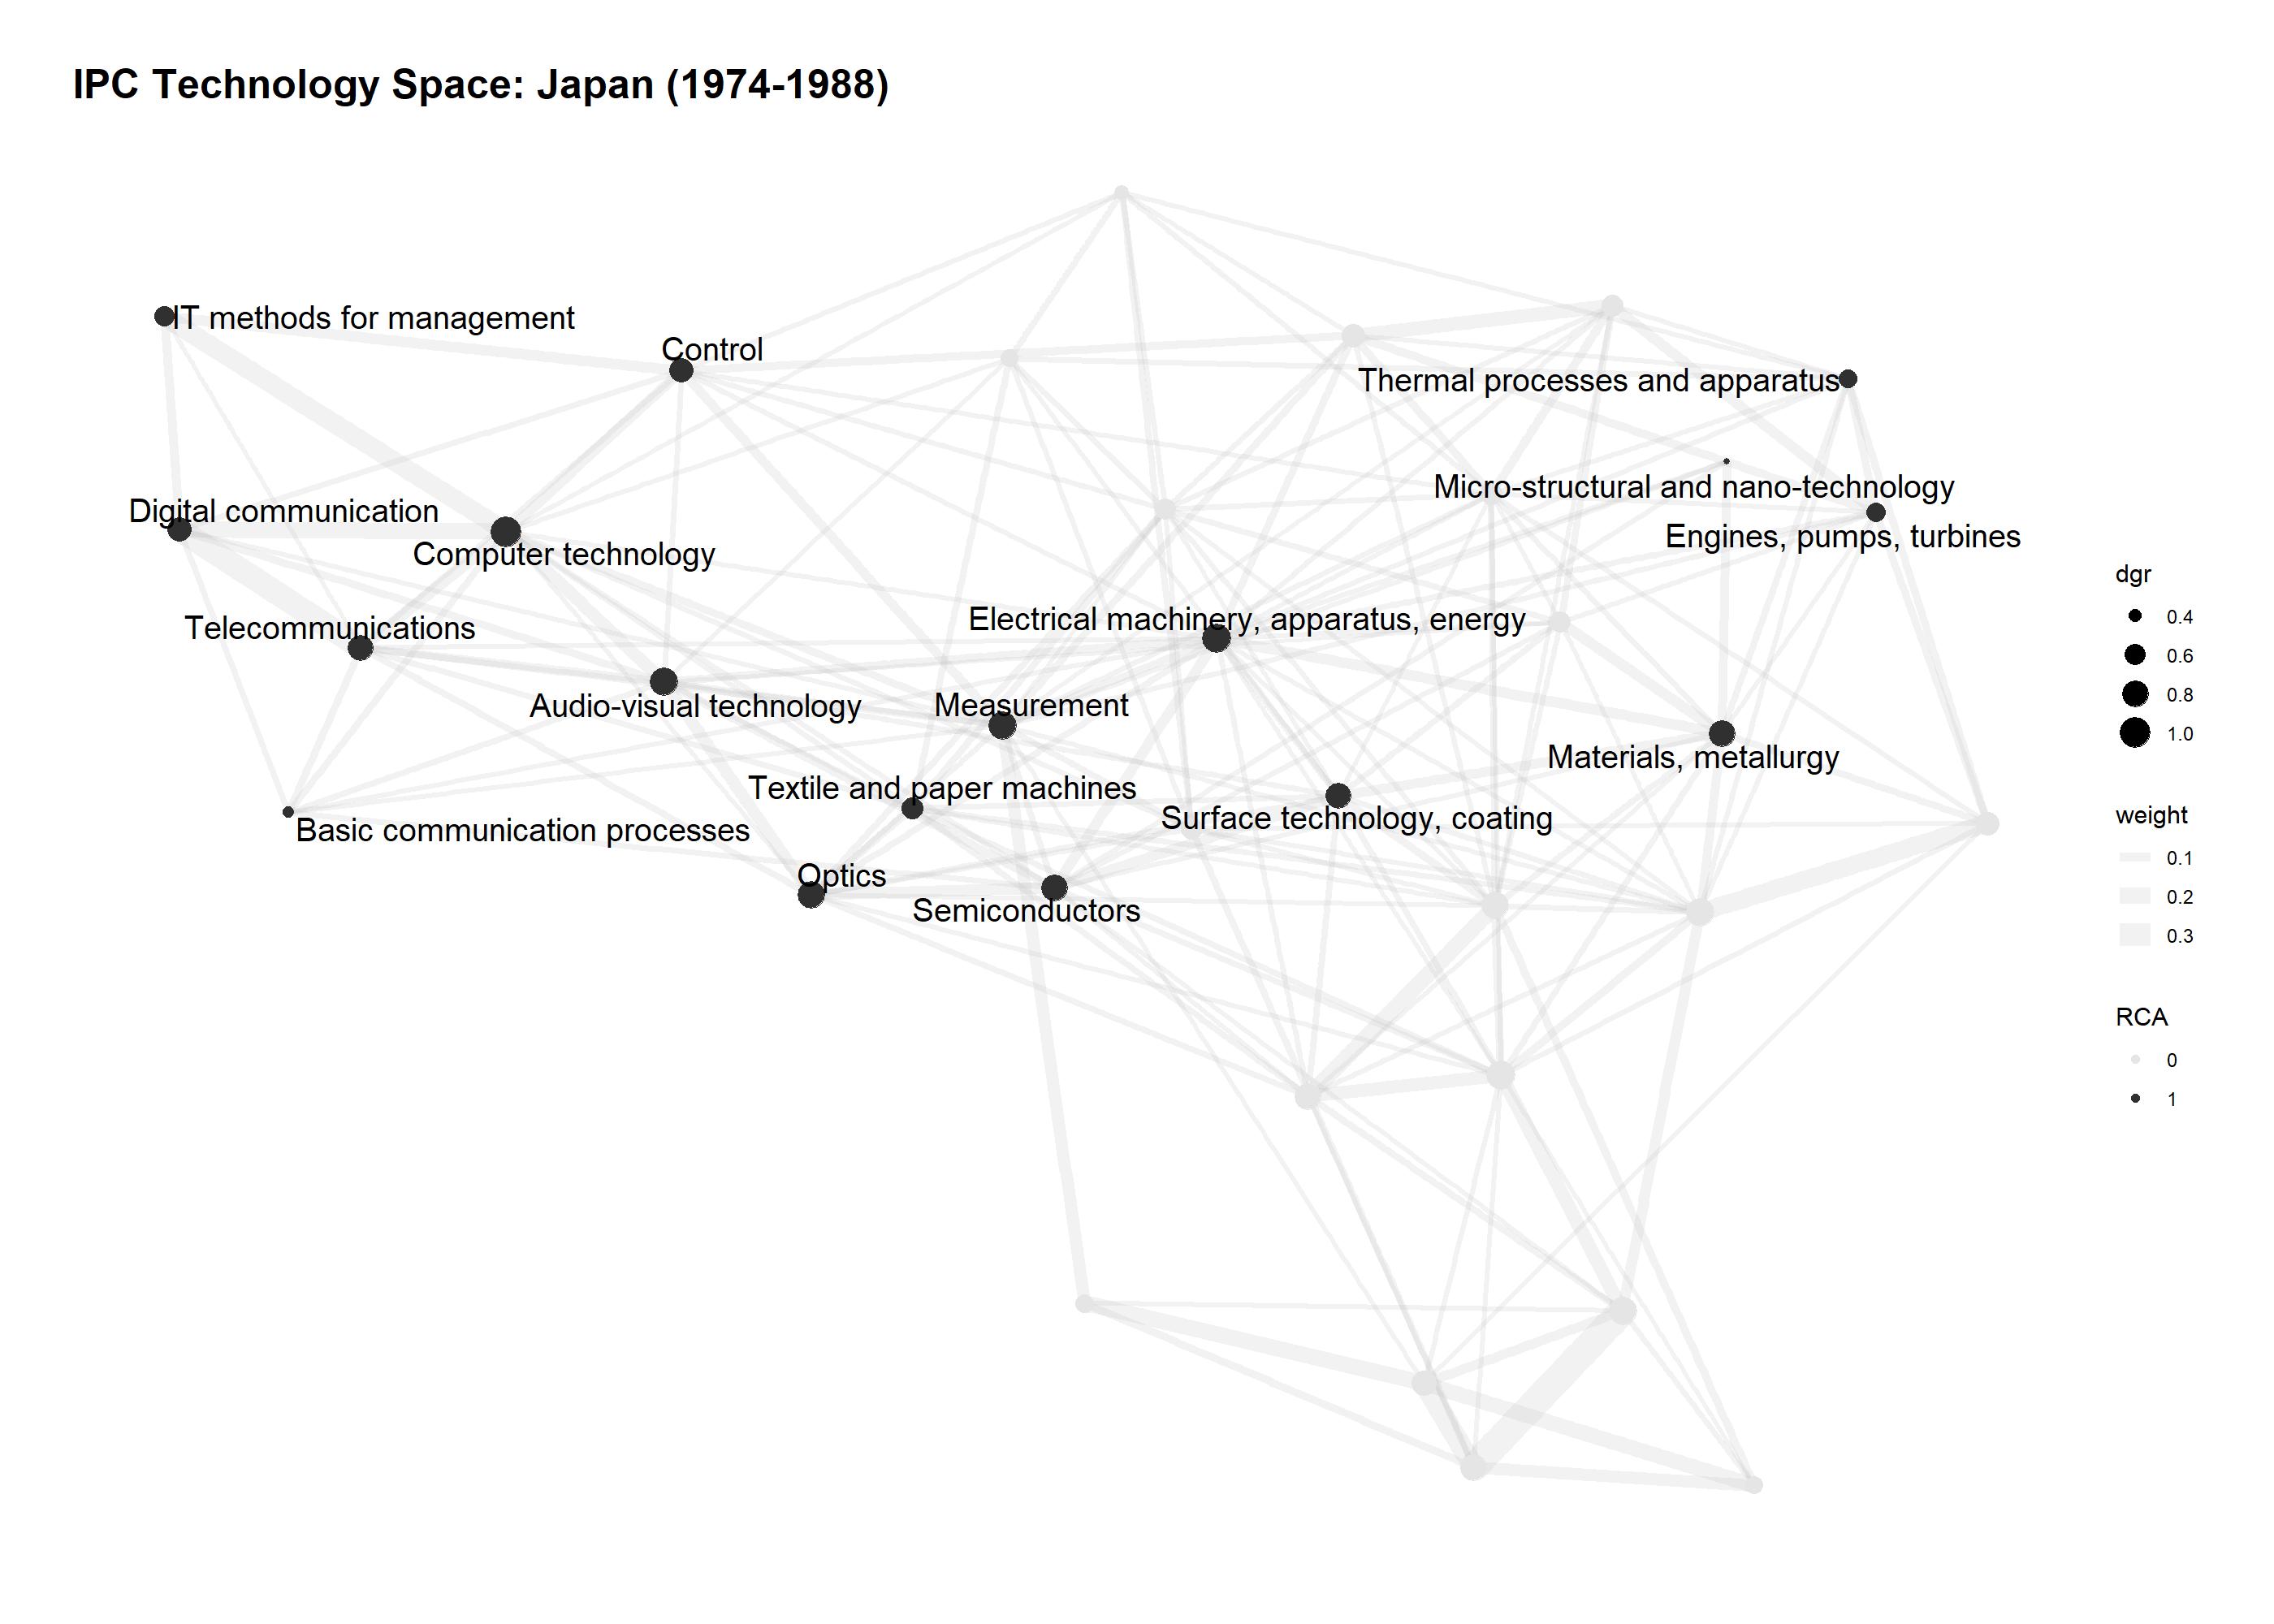 IPC Technology Space: Japan (1974-1988)
IT methods for management
Control
Thermal processes and apparatus
Micro-structural and nano-technology
Digital communication
Engines, pumps, turbines
Computer technology
dgr
0.4
Electrical machinery, apparatus, energy
Telecommunications
0.6
0.8
Audio-visual technology
Measurement
1.0
Materials, metallurgy
Textile and paper machines
Surface technology, coating
weight
Basic communication processes
0.1
Optics
0.2
Semiconductors
0.3
RCA
0
1